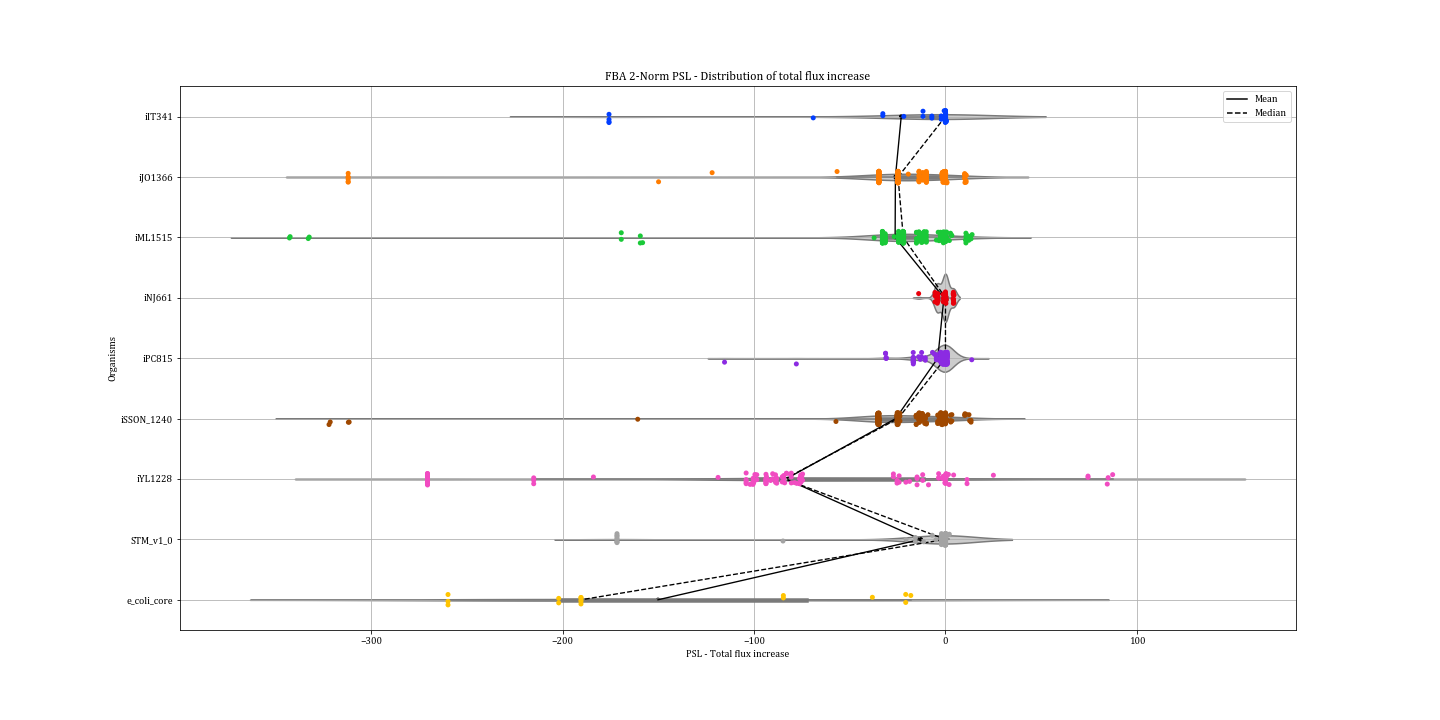 FBA 2-Norm PSL - Distribution of total flux increase
Mean
Median
iIT341
iJO1366
iML1515
iNJ661
iPC815
iSSON_1240
iYL1228
STM_v1_0
e_coli_core
Organisms
−300
−200
−100
0
100
PSL - Total flux increase